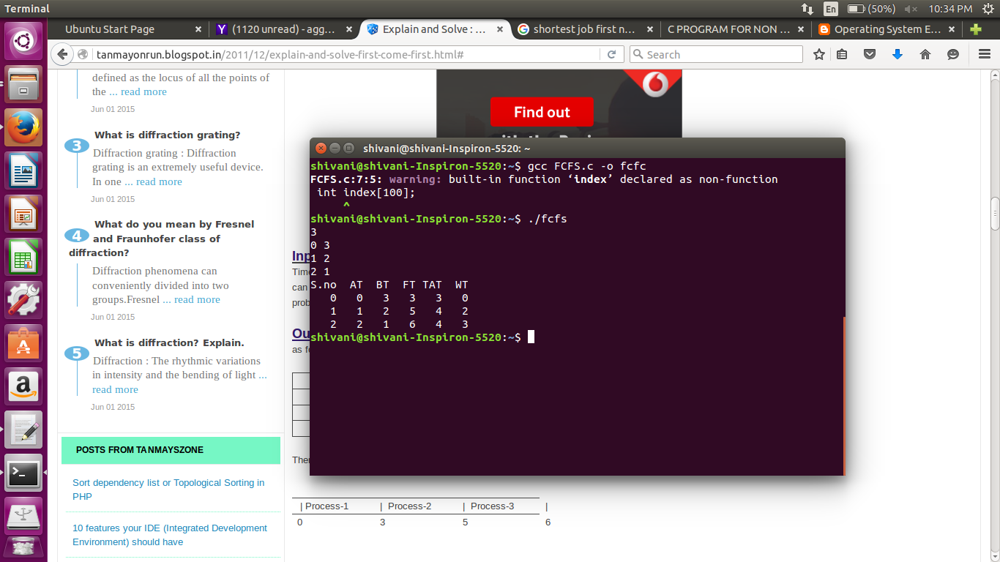 Terminal
En
(50%)
10:34 PM
Ubuntu Start Page
(1120 unread) - agg...
Explain and Solve : ...
shortest job first n...
C PROGRAM FOR NON ...
Operating System E...
tanmayonrun.blogspot.in/2011/12/explain-and-solve-first-come-first.html#
Search
defined as the locus of all the points of
the ... read more
Jun 01 2015
3
What is diffraction grating?
Diffraction grating : Diffraction
grating is an extremely useful device.
In one ... read more
Jun 01 2015
4
What do you mean by Fresnel
and Fraunhofer class of
diffraction?
Diffraction phenomena can
conveniently divided into two
groups.Fresnel ... read more
Jun 01 2015
5
What is diffraction? Explain.
Diffraction : The rhythmic variations
in intensity and the bending of light ...
read more
Jun 01 2015
POSTS FROM TANMAYSZONE
Sort dependency list or Topological Sorting in
PHP
10 features your IDE (Integrated Development
Environment) should have
Find out
shivani@shivani-Inspiron-5520: ~
shivani@shivani-Inspiron-5520:~$ gcc FCFS.c -o fcfc
FCFS.c:7:5: warning: built-in function ‘index’ declared as non-function
int index[100];
^
shivani@shivani-Inspiron-5520:~$ ./fcfs
3
0 3
1 2
2 1
S.no AT BT FT TAT WT
0 0 3 3 3 0
1 1 2 5 4 2
2 2 1 6 4 3
shivani@shivani-Inspiron-5520:~$
Inp
Time
can
prob
Ou
as fo
Ther
| Process-1 | Process-2 | Process-3 |
0 3 5 6